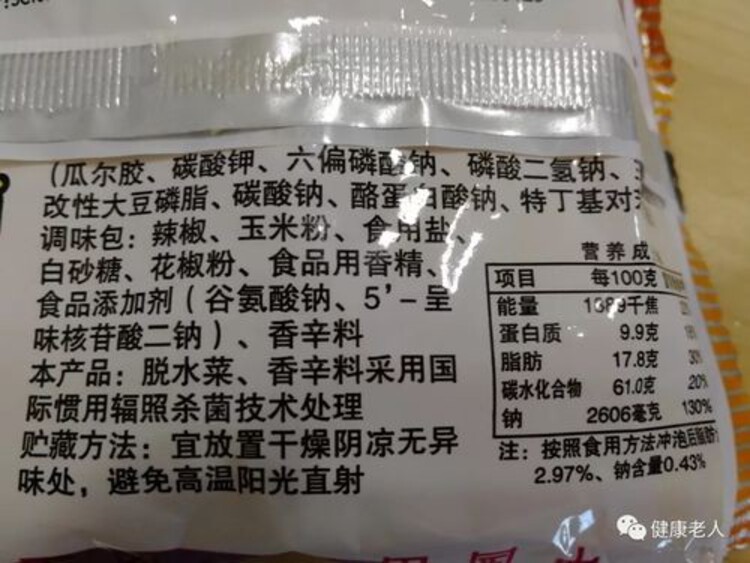 (瓜尔胶、碳酸钾、六偏磷酸钠、磷酸二氢钠、
改性大豆磷脂、碳酸钠、酪蛋白酸钠、特丁基对
调味包：辣椒、玉米粉、食用盐、
白砂糖、花椒粉、食品用香精、
食品添加剂（谷氨酸钠、5'-呈
味核苷酸二钠）、香辛料
本产品：脱水菜、香辛料采用国
际惯用辐照杀菌技术处理
贮藏方法：宜放置干燥阴凉无异
味处，避免高温阳光直射
营养成
项目 每100克
能量 1889千焦
蛋白质 9.9克
脂肪 17.8克 30%
碳水化合物 61.0克 20%
钠 2606毫克 130%
注：按照食用方法冲泡后脂肪
2.97%、钠含量0.43%
健康老人